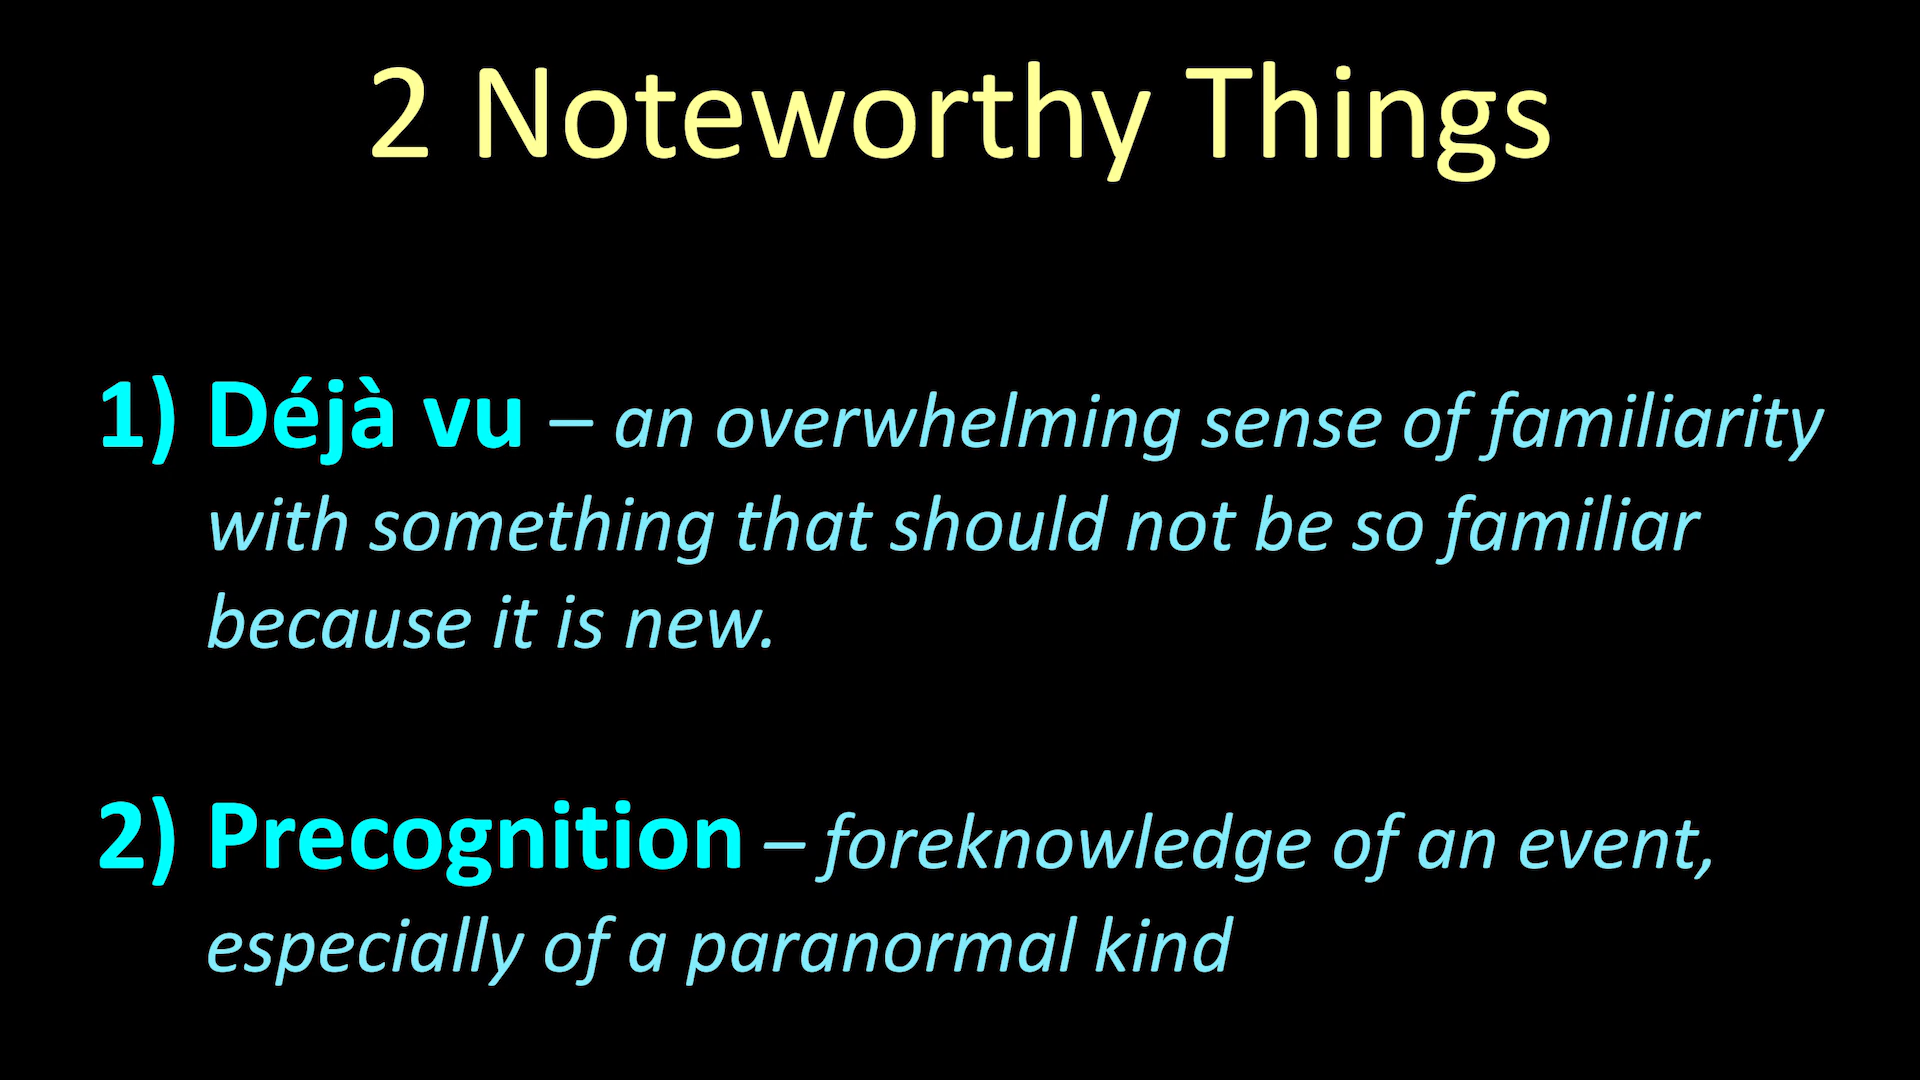 2 Noteworthy Things
1) Déjà vu – an overwhelming sense of familiarity
with something that should not be so familiar
because it is new.
2) Precognition – foreknowledge of an event,
especially of a paranormal kind